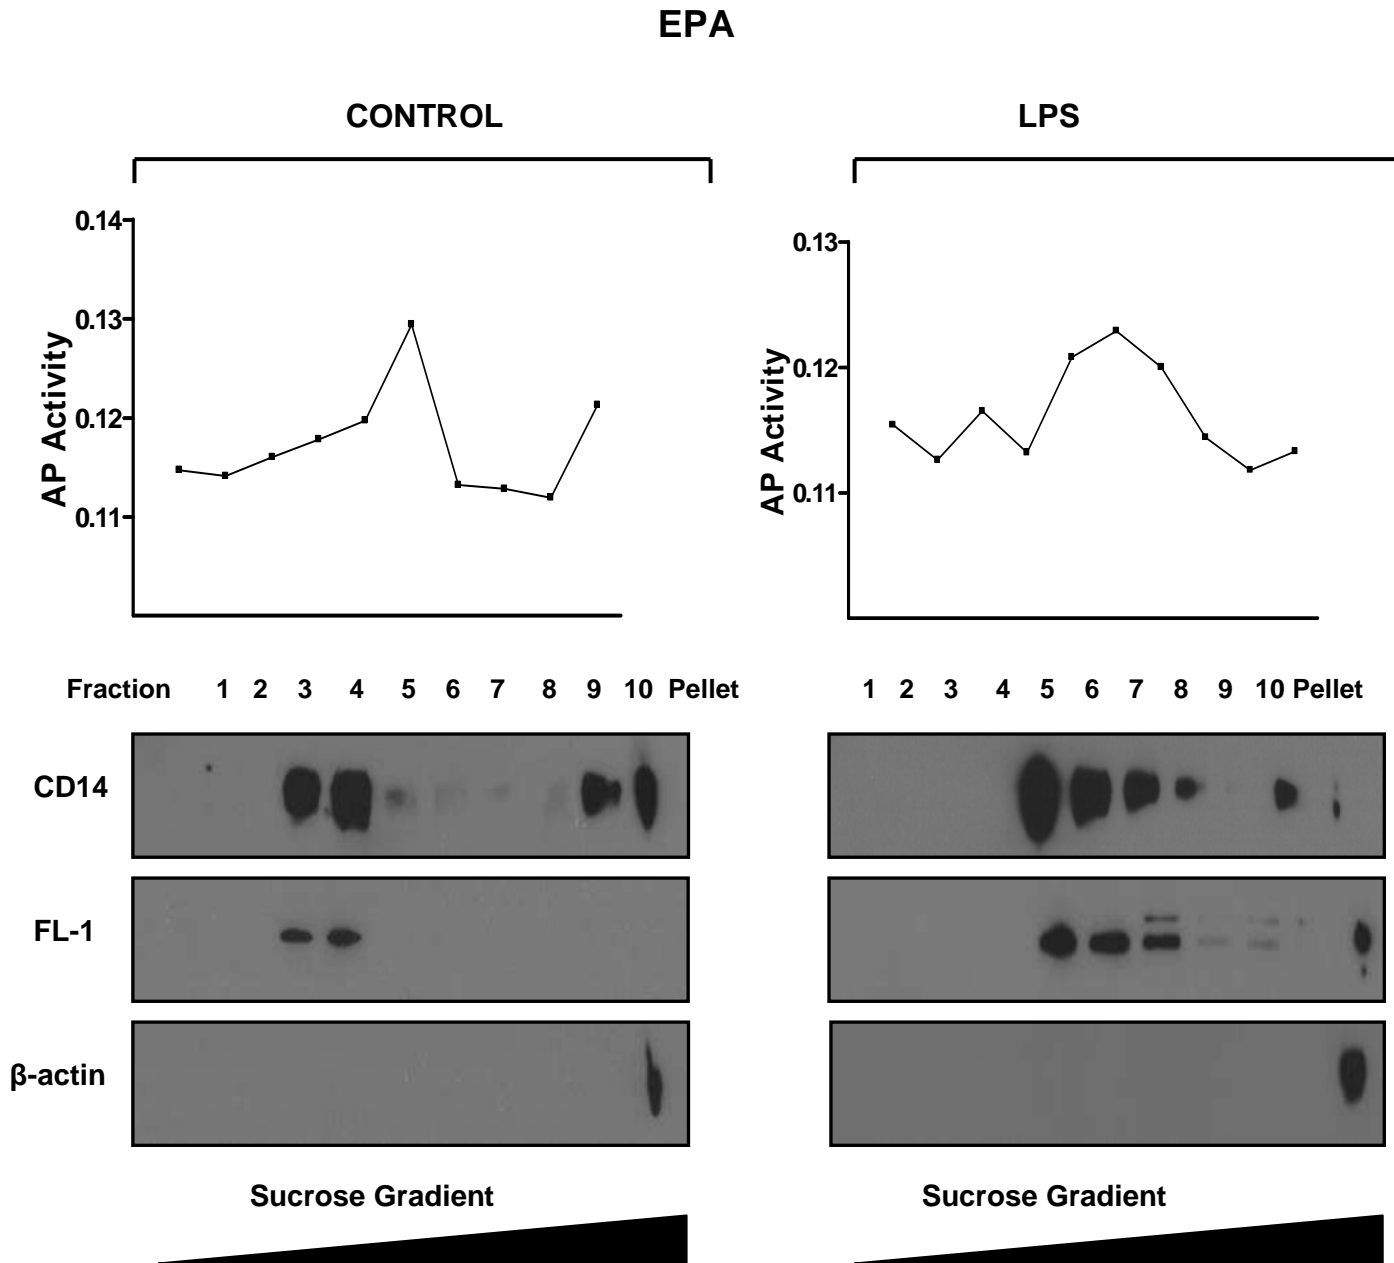 EPA
CONTROL
LPS
0.14
0.13
0.12
0.11
AP Activity
0.13
0.12
0.11
AP Activity
Fraction 1 2 3 4 5 6 7 8 9 10 Pellet
1 2 3 4 5 6 7 8 9 10 Pellet
CD14
FL-1
β-actin
Sucrose Gradient
Sucrose Gradient